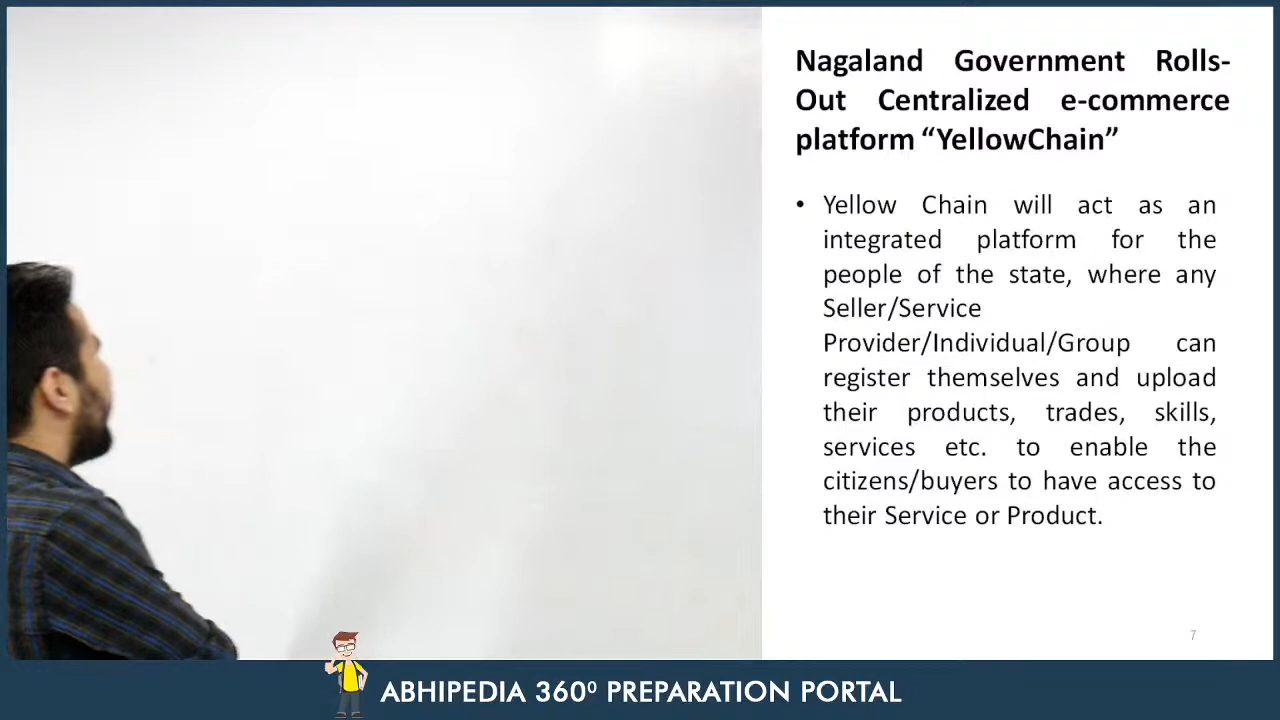 Nagaland Government Rolls-
Out Centralized e-commerce
platform “YellowChain”
• Yellow Chain will act as an
integrated platform for the
people of the state, where any
Seller/Service
Provider/Individual/Group can
register themselves and upload
their products, trades, skills,
services etc. to enable the
citizens/buyers to have access to
their Service or Product.
7
ABHIPEDIA 360⁰ PREPARATION PORTAL